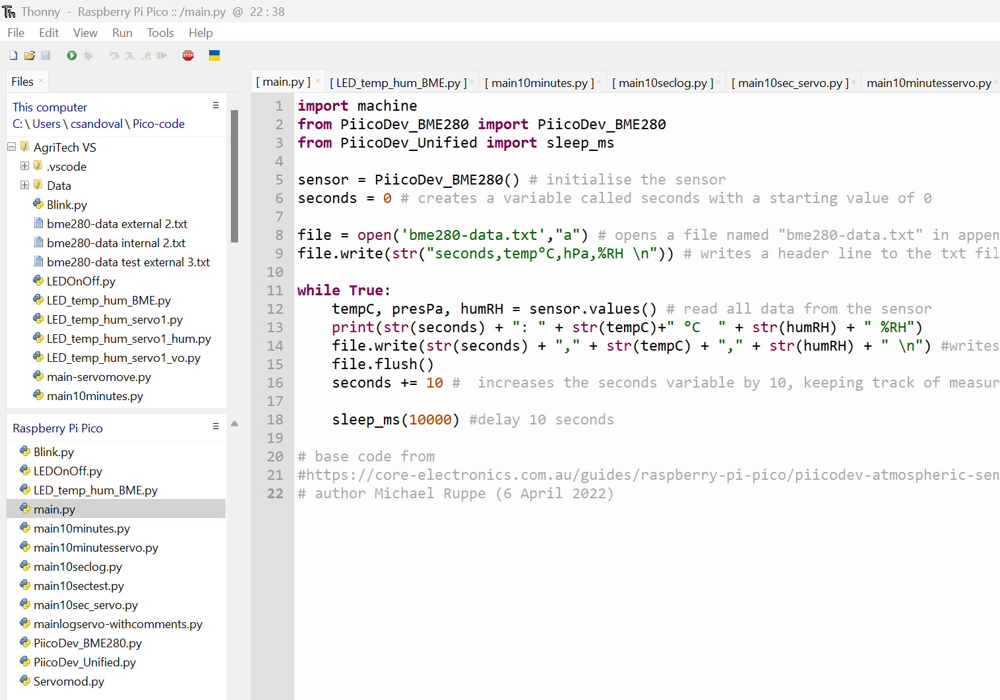 Thonny - Raspberry Pi Pico :: /main.py @ 22 : 38
File Edit View Run Tools Help
STOP
Files
This computer
C: \ Users \ csandoval \ Pico-code
AgriTech VS
.vscode
Data
Blink.py
bme280-data external 2.txt
bme280-data internal 2.txt
bme280-data test external 3.txt
LEDOnOff.py
LED_temp_hum_BME.py
LED_temp_hum_servo1.py
LED_temp_hum_servo1_hum.py
LED_temp_hum_servo1_vo.py
main-servomove.py
main10minutes.py
Raspberry Pi Pico
Blink.py
LEDOnOff.py
LED_temp_hum_BME.py
main.py
main10minutes.py
main10minutesservo.py
main10seclog.py
main10sectest.py
main10sec_servo.py
mainlogservo-withcomments.py
PiicoDev_BME280.py
PiicoDev_Unified.py
Servomod.py
[ main.py ] [ LED_temp_hum_BME.py ] [ main10minutes.py ] [ main10seclog.py ] [ main10sec_servo.py ] main10minutesservo.py
1 import machine
2 from PiicoDev_BME280 import PiicoDev_BME280
3 from PiicoDev_Unified import sleep_ms
4
5 sensor = PiicoDev_BME280() # initialise the sensor
6 seconds = 0 # creates a variable called seconds with a starting value of 0
7
8 file = open('bme280-data.txt',"a") # opens a file named "bme280-data.txt" in appen
9 file.write(str("seconds,temp°C,hPa,%RH \n")) # writes a header line to the txt fil
10
11 while True:
12     tempC, presPa, humRH = sensor.values() # read all data from the sensor
13     print(str(seconds) + ": " + str(tempC)+" °C  " + str(humRH) + " %RH")
14     file.write(str(seconds) + "," + str(tempC) + "," + str(humRH) + " \n") #writes
15     file.flush()
16     seconds += 10 #  increases the seconds variable by 10, keeping track of measur
17
18     sleep_ms(10000) #delay 10 seconds
19
20 # base code from
21 #https://core-electronics.com.au/guides/raspberry-pi-pico/piicodev-atmospheric-sen
22 # author Michael Ruppe (6 April 2022)